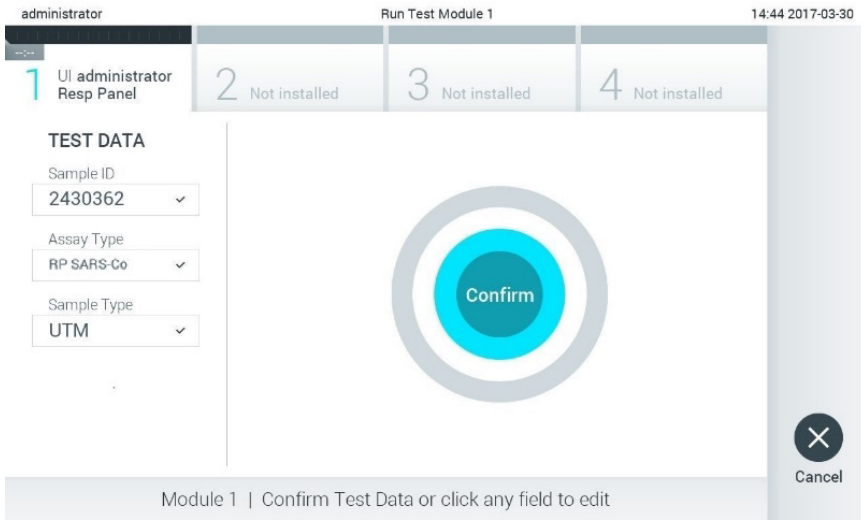 administrator
Run Test Module 1
14:44 2017-03-30
--:--
1
UI administrator
Resp Panel
2 Not installed
3 Not installed
4 Not installed
TEST DATA
Sample ID
2430362
Assay Type
RP SARS-Co
Sample Type
UTM
Confirm
Cancel
Module 1 | Confirm Test Data or click any field to edit